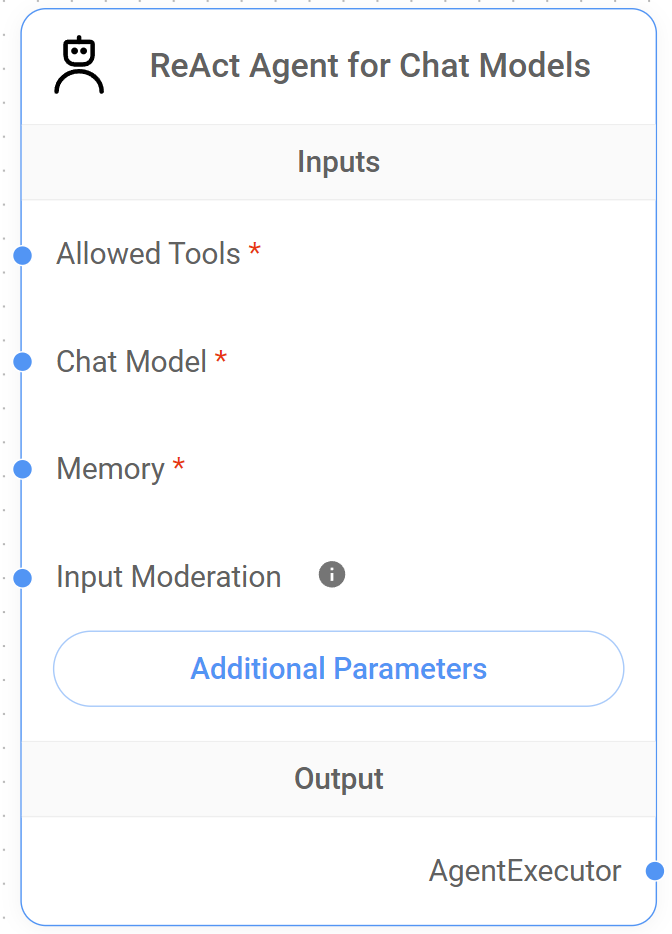 ReAct Agent for Chat Models
Inputs
Allowed Tools *
Chat Model *
Memory *
Input Moderation
Additional Parameters
Output
AgentExecutor